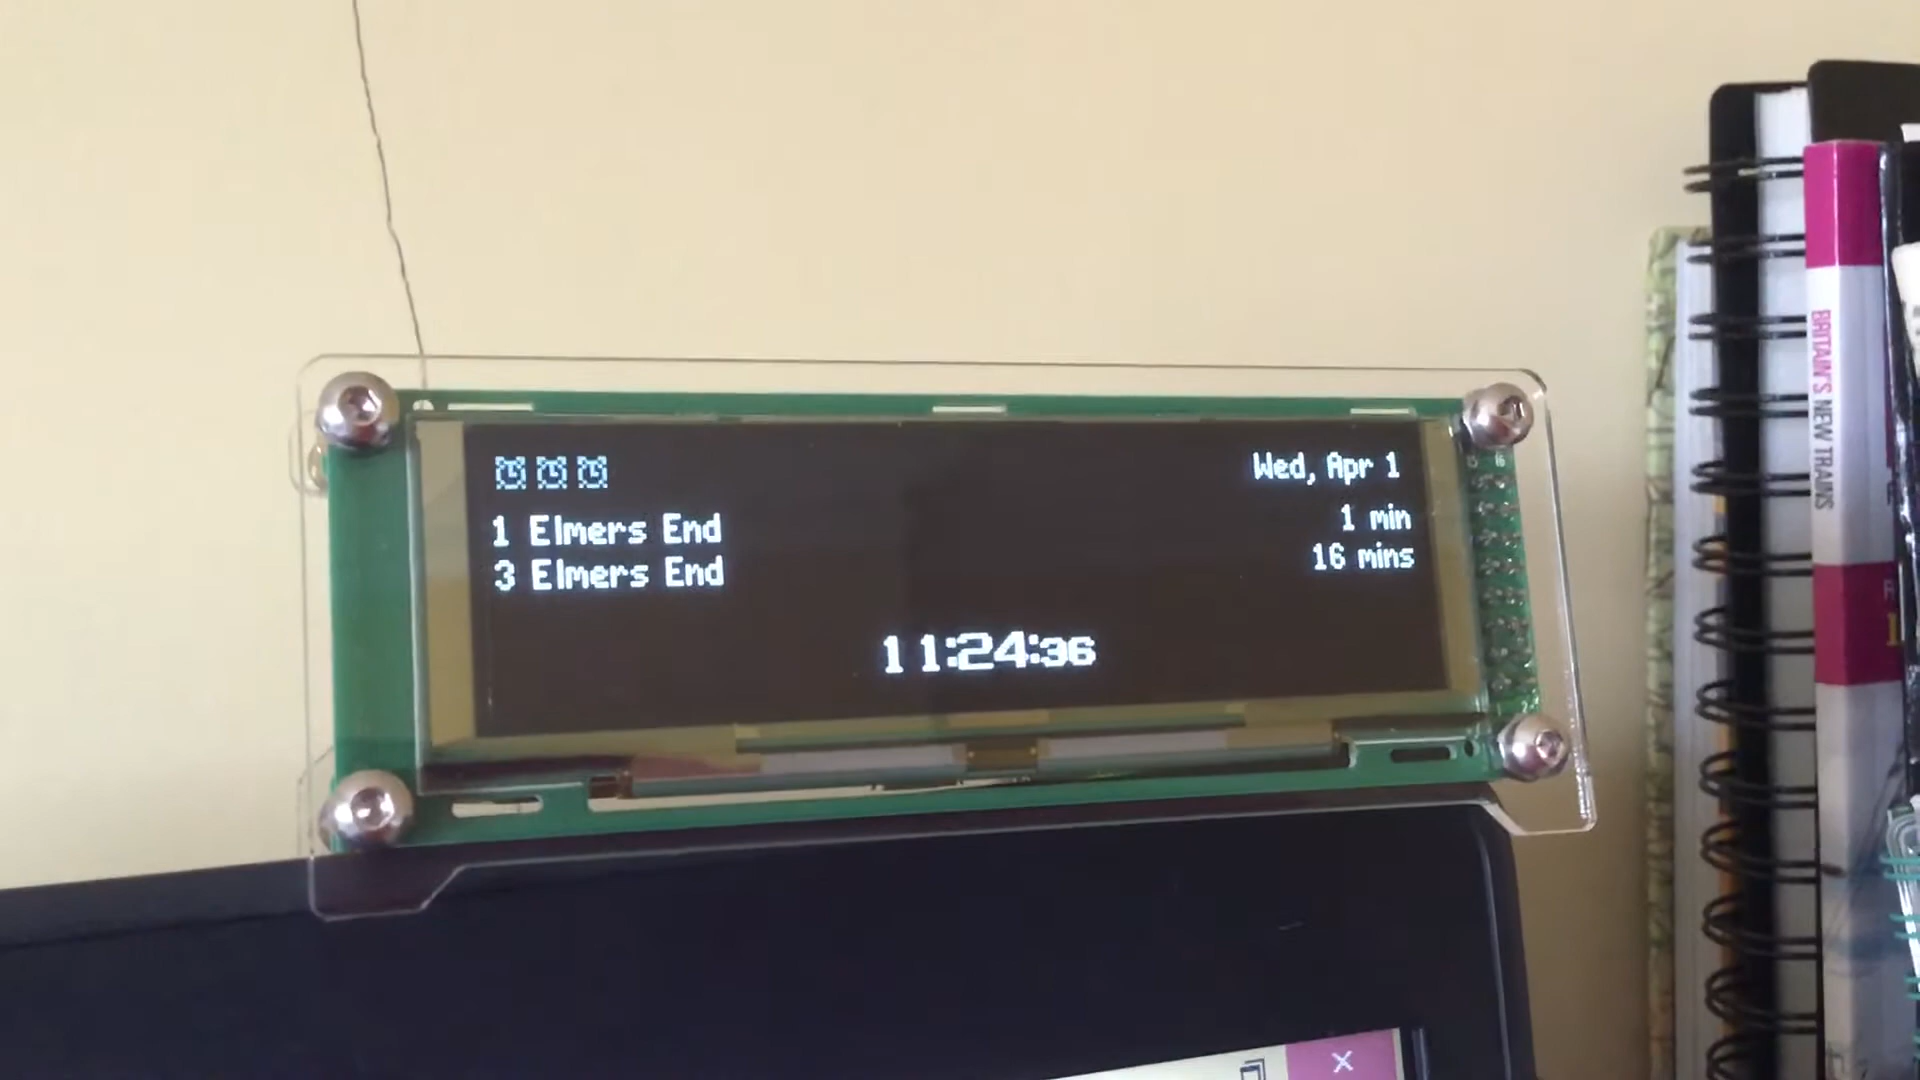 Wed, Apr 1
1 Elmers End 1 min
3 Elmers End 16 mins
11:24:36
BRITAIN'S NEW TRAINS